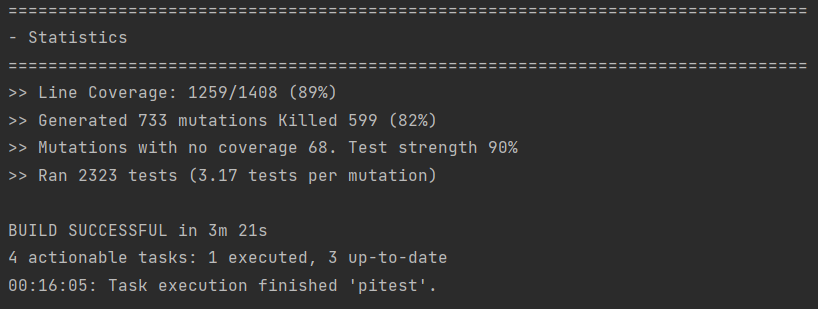 ================================================================================
- Statistics
================================================================================
>> Line Coverage: 1259/1408 (89%)
>> Generated 733 mutations Killed 599 (82%)
>> Mutations with no coverage 68. Test strength 90%
>> Ran 2323 tests (3.17 tests per mutation)

BUILD SUCCESSFUL in 3m 21s
4 actionable tasks: 1 executed, 3 up-to-date
00:16:05: Task execution finished 'pitest'.